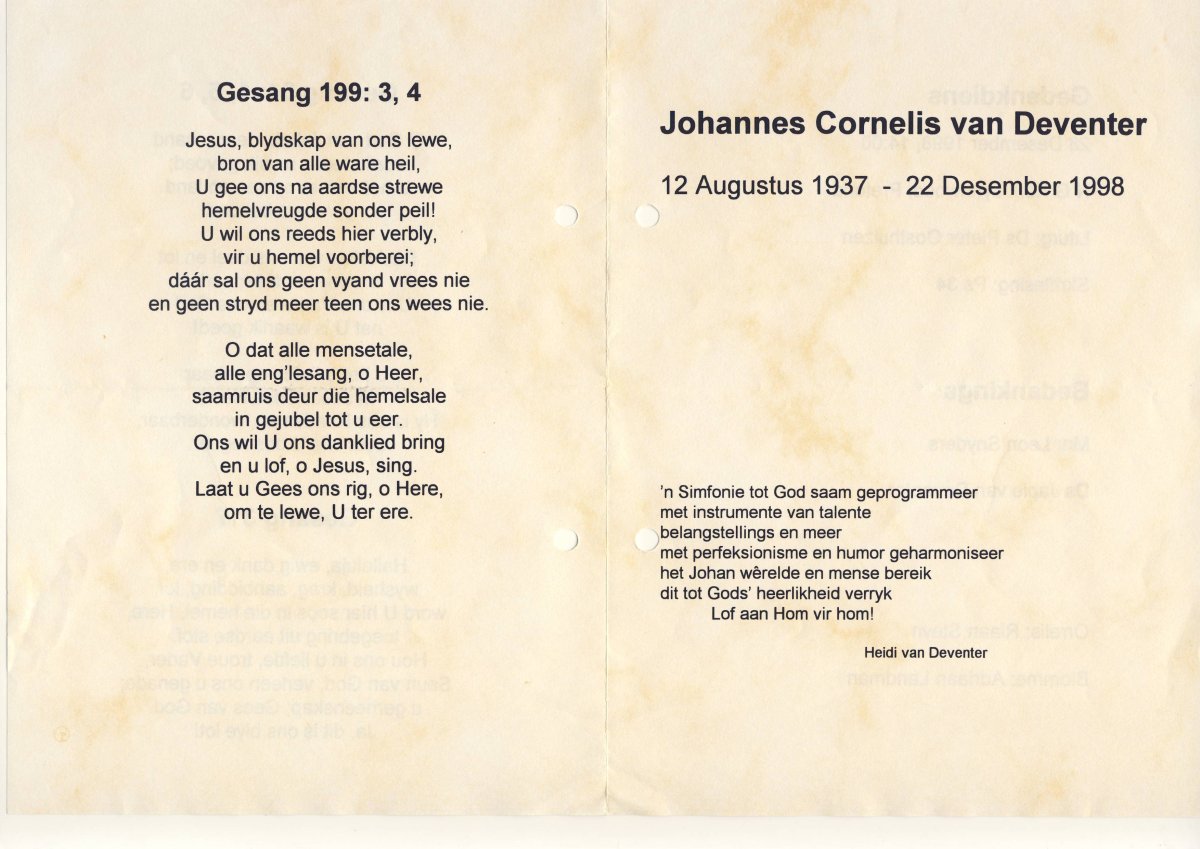 Gesang 199: 3, 4
Jesus, blydskap van ons lewe,
bron van alle ware heil,
U gee ons na aardse strewe
hemelvreugde sonder peil!
U wil ons reeds hier verbly,
vir u hemel voorberei;
dáár sal ons geen vyand vrees nie
en geen stryd meer teen ons wees nie.
O dat alle mensetale,
alle eng'lesang, o Heer,
saamruis deur die hemelsale
in gejubel tot u eer.
Ons wil U ons danklied bring
en u lof, o Jesus, sing.
Laat u Gees ons rig, o Here,
om te lewe, U ter ere.
Johannes Cornelis van Deventer
12 Augustus 1937 - 22 Desember 1998
'n Simfonie tot God saam geprogrammeer
met instrumente van talente
belangstellings en meer
met perfeksionisme en humor geharmoniseer
het Johan wêrelde en mense bereik
dit tot Gods' heerlikheid verryk
Lof aan Hom vir hom!
Heidi van Deventer